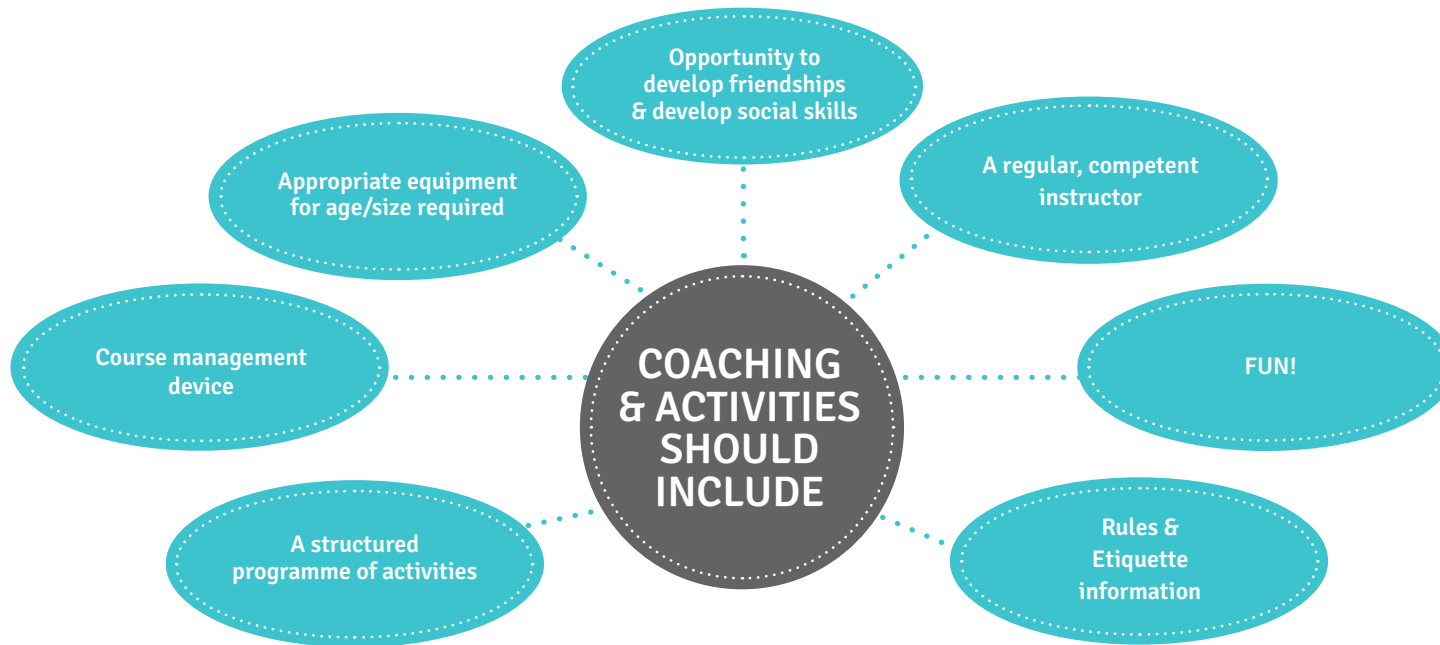 Opportunity to
develop friendships
& develop social skills
Appropriate equipment
for age/size required
A regular, competent
instructor
Course management
device
FUN!
COACHING
& ACTIVITIES
SHOULD
INCLUDE
A structured
programme of activities
Rules &
Etiquette
information